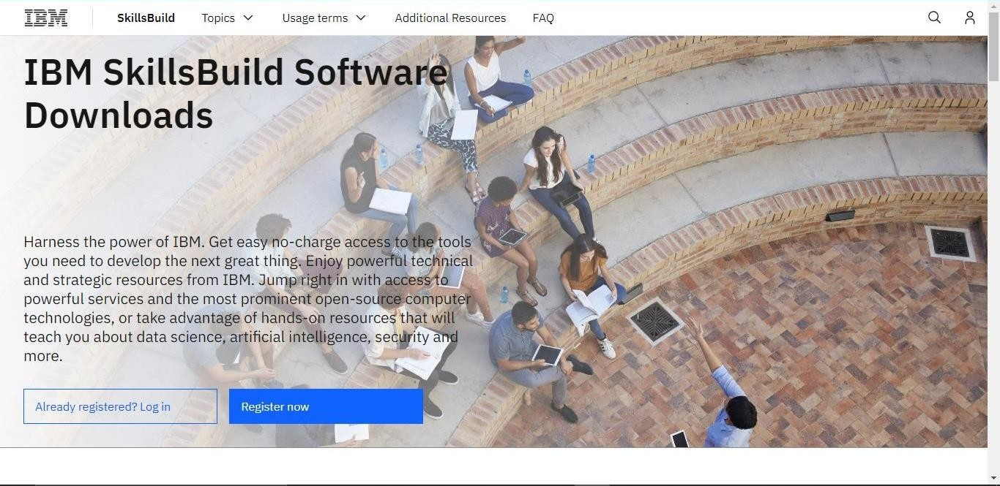 IBM SkillsBuild Topics Usage terms Additional Resources FAQ
IBM SkillsBuild Software
Downloads
Harness the power of IBM. Get easy no-charge access to the tools
you need to develop the next great thing. Enjoy powerful technical
and strategic resources from IBM. Jump right in with access to
powerful services and the most prominent open-source computer
technologies, or take advantage of hands-on resources that will
teach you about data science, artificial intelligence, security and
more.
Already registered? Log in Register now